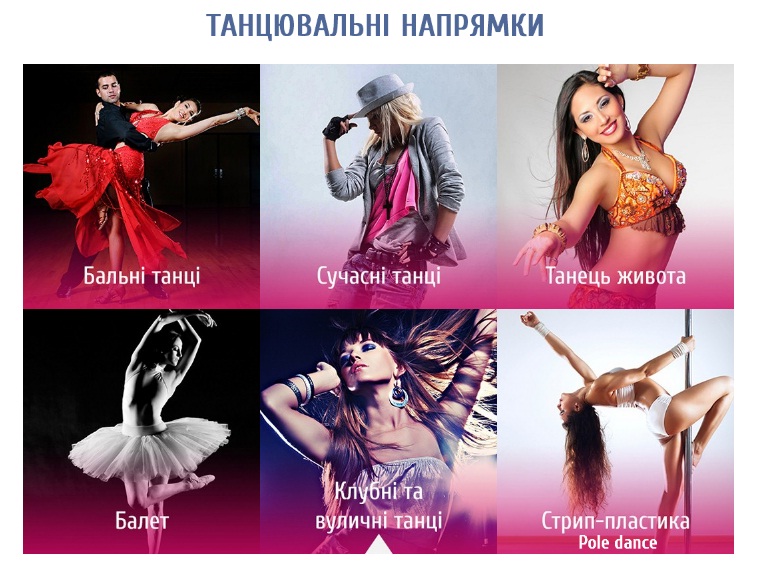 ТАНЦЮВАЛЬНІ НАПРЯМКИ
Бальні танці
Сучасні танці
Танець живота
Балет
Клубні та
вуличні танці
Стрип-пластика
Pole dance